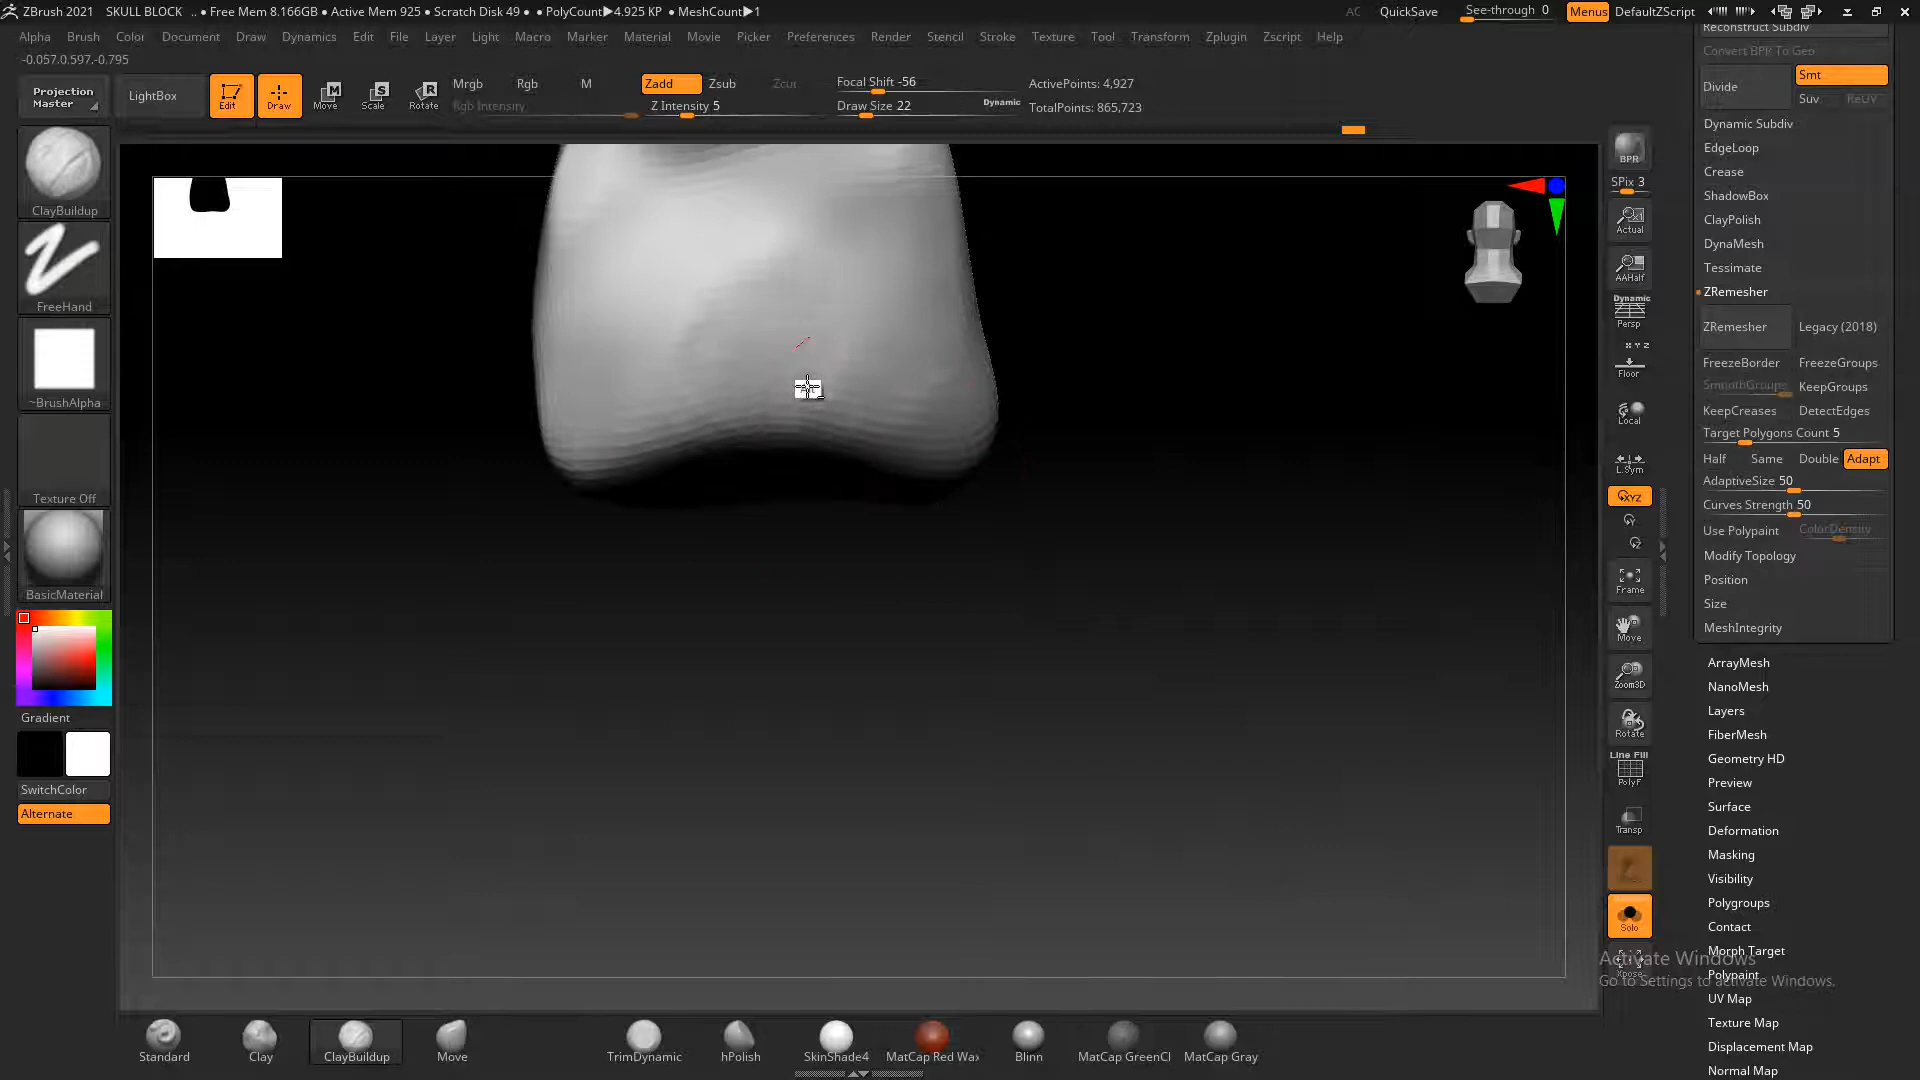 ZBrush 2021 SKULL BLOCK .. ● Free Mem 8.166GB ● Active Mem 925 ● Scratch Disk 49 ● ● PolyCount▶4.925 KP ● MeshCount▶1 AC QuickSave See-through 0 Menus DefaultZScript
Alpha Brush Color Document Draw Dynamics Edit File Layer Light Macro Marker Material Movie Picker Preferences Render Stencil Stroke Texture Tool Transform Zplugin Zscript Help
-0.057,0.597,-0.795
Projection Master
LightBox
Edit
Draw
Move
Scale
Rotate
Mrgb Rgb M
Rgb Intensity
Zadd Zsub Zcut
Z Intensity 5
Focal Shift -56
Draw Size 22
Dynamic
ActivePoints: 4,927
TotalPoints: 865,723
ClayBuildup
FreeHand
~BrushAlpha
Texture Off
BasicMaterial
Gradient
SwitchColor
Alternate
BPR
SPix 3
Actual
AAHalf
Dynamic
Persp
X Y Z
Floor
Local
L.Sym
XYZ
Y
Z
Frame
Move
Zoom3D
Rotate
Line Fill
PolyF
Transp
Solo
Xpose
Reconstruct Subdiv
Convert BPR To Geo
Divide
Smt
Suv ReUV
Dynamic Subdiv
EdgeLoop
Crease
ShadowBox
ClayPolish
DynaMesh
Tessimate
ZRemesher
ZRemesher Legacy (2018)
FreezeBorder FreezeGroups
SmoothGroups KeepGroups
KeepCreases DetectEdges
Target Polygons Count 5
Half Same Double Adapt
AdaptiveSize 50
Curves Strength 50
Use Polypaint ColorDensity
Modify Topology
Position
Size
MeshIntegrity
ArrayMesh
NanoMesh
Layers
FiberMesh
Geometry HD
Preview
Surface
Deformation
Masking
Visibility
Polygroups
Contact
Morph Target
Polypaint
UV Map
Texture Map
Displacement Map
Normal Map
Activate Windows
Go to Settings to activate Windows.
Standard Clay ClayBuildup Move TrimDynamic hPolish SkinShade4 MatCap Red Wax Blinn MatCap GreenCl MatCap Gray